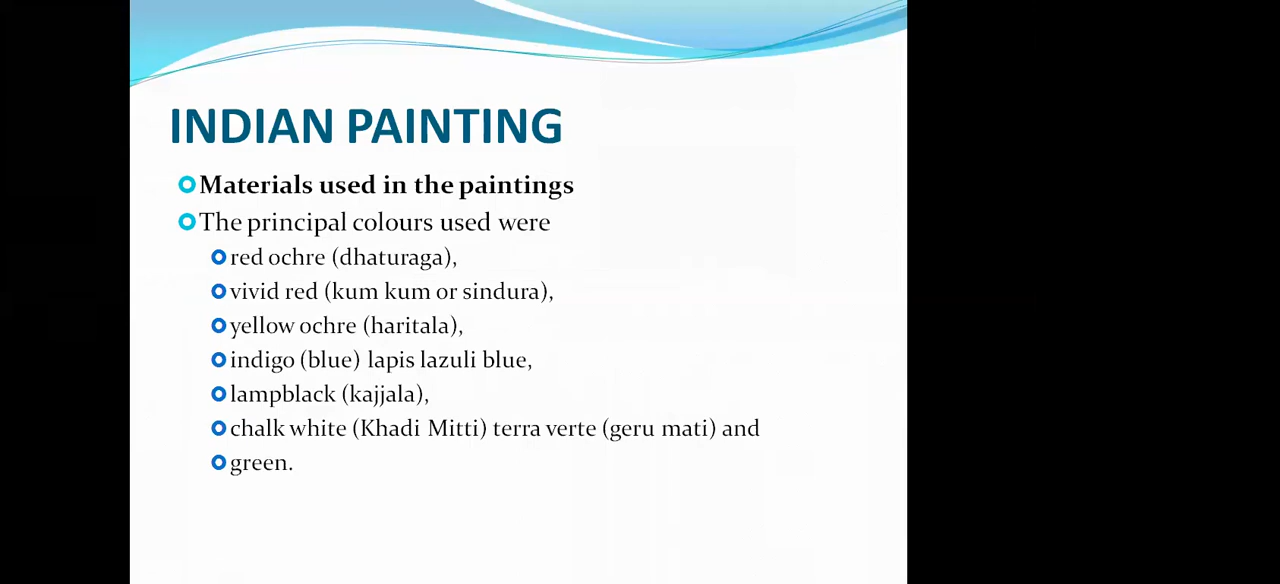 INDIAN PAINTING
Materials used in the paintings
The principal colours used were
red ochre (dhaturaga),
vivid red (kum kum or sindura),
yellow ochre (haritala),
indigo (blue) lapis lazuli blue,
lampblack (kajjala),
chalk white (Khadi Mitti) terra verte (geru mati) and
green.